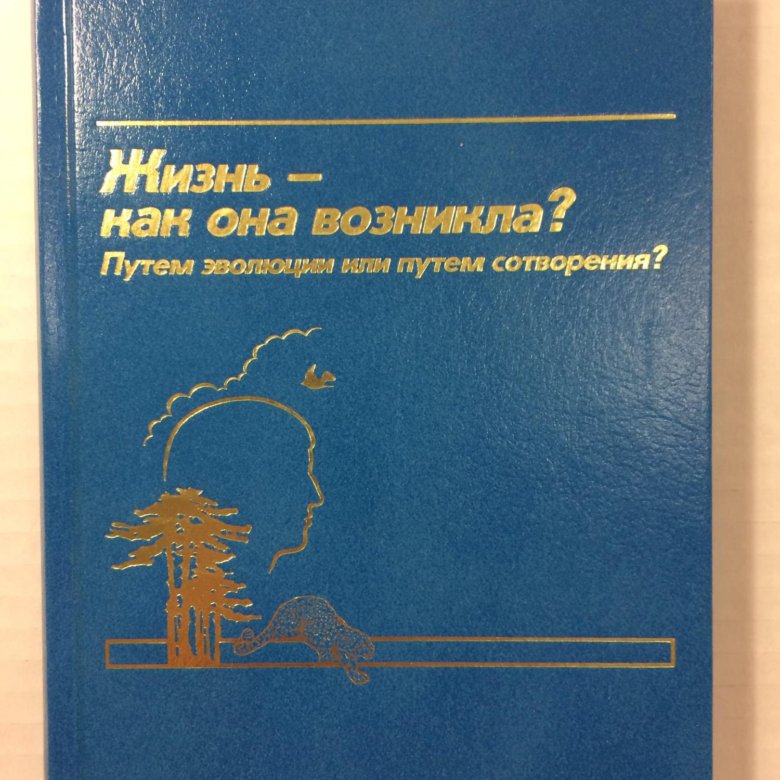 Жизнь –
как она возникла?
Путем эволюции или путем сотворения?